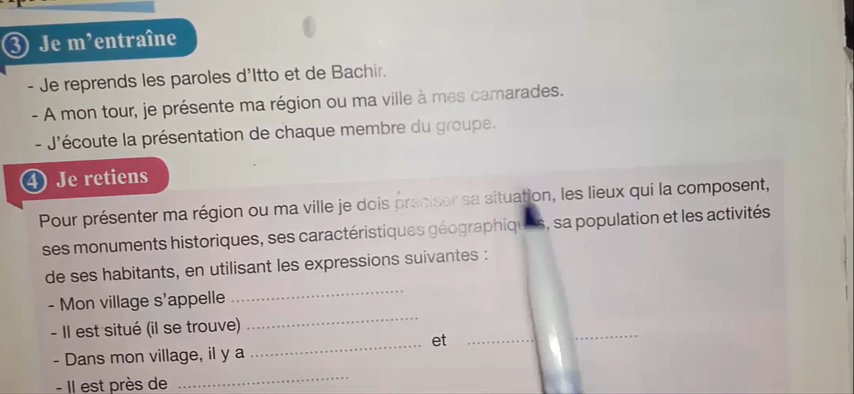 3 Je m'entraîne
- Je reprends les paroles d'Itto et de Bachir.
- A mon tour, je présente ma région ou ma ville à mes camarades.
- J'écoute la présentation de chaque membre du groupe.
4 Je retiens
Pour présenter ma région ou ma ville je dois préciser sa situation, les lieux qui la composent,
ses monuments historiques, ses caractéristiques géographiques, sa population et les activités
de ses habitants, en utilisant les expressions suivantes :
- Mon village s'appelle
- Il est situé (il se trouve)
- Dans mon village, il y a et
- Il est près de